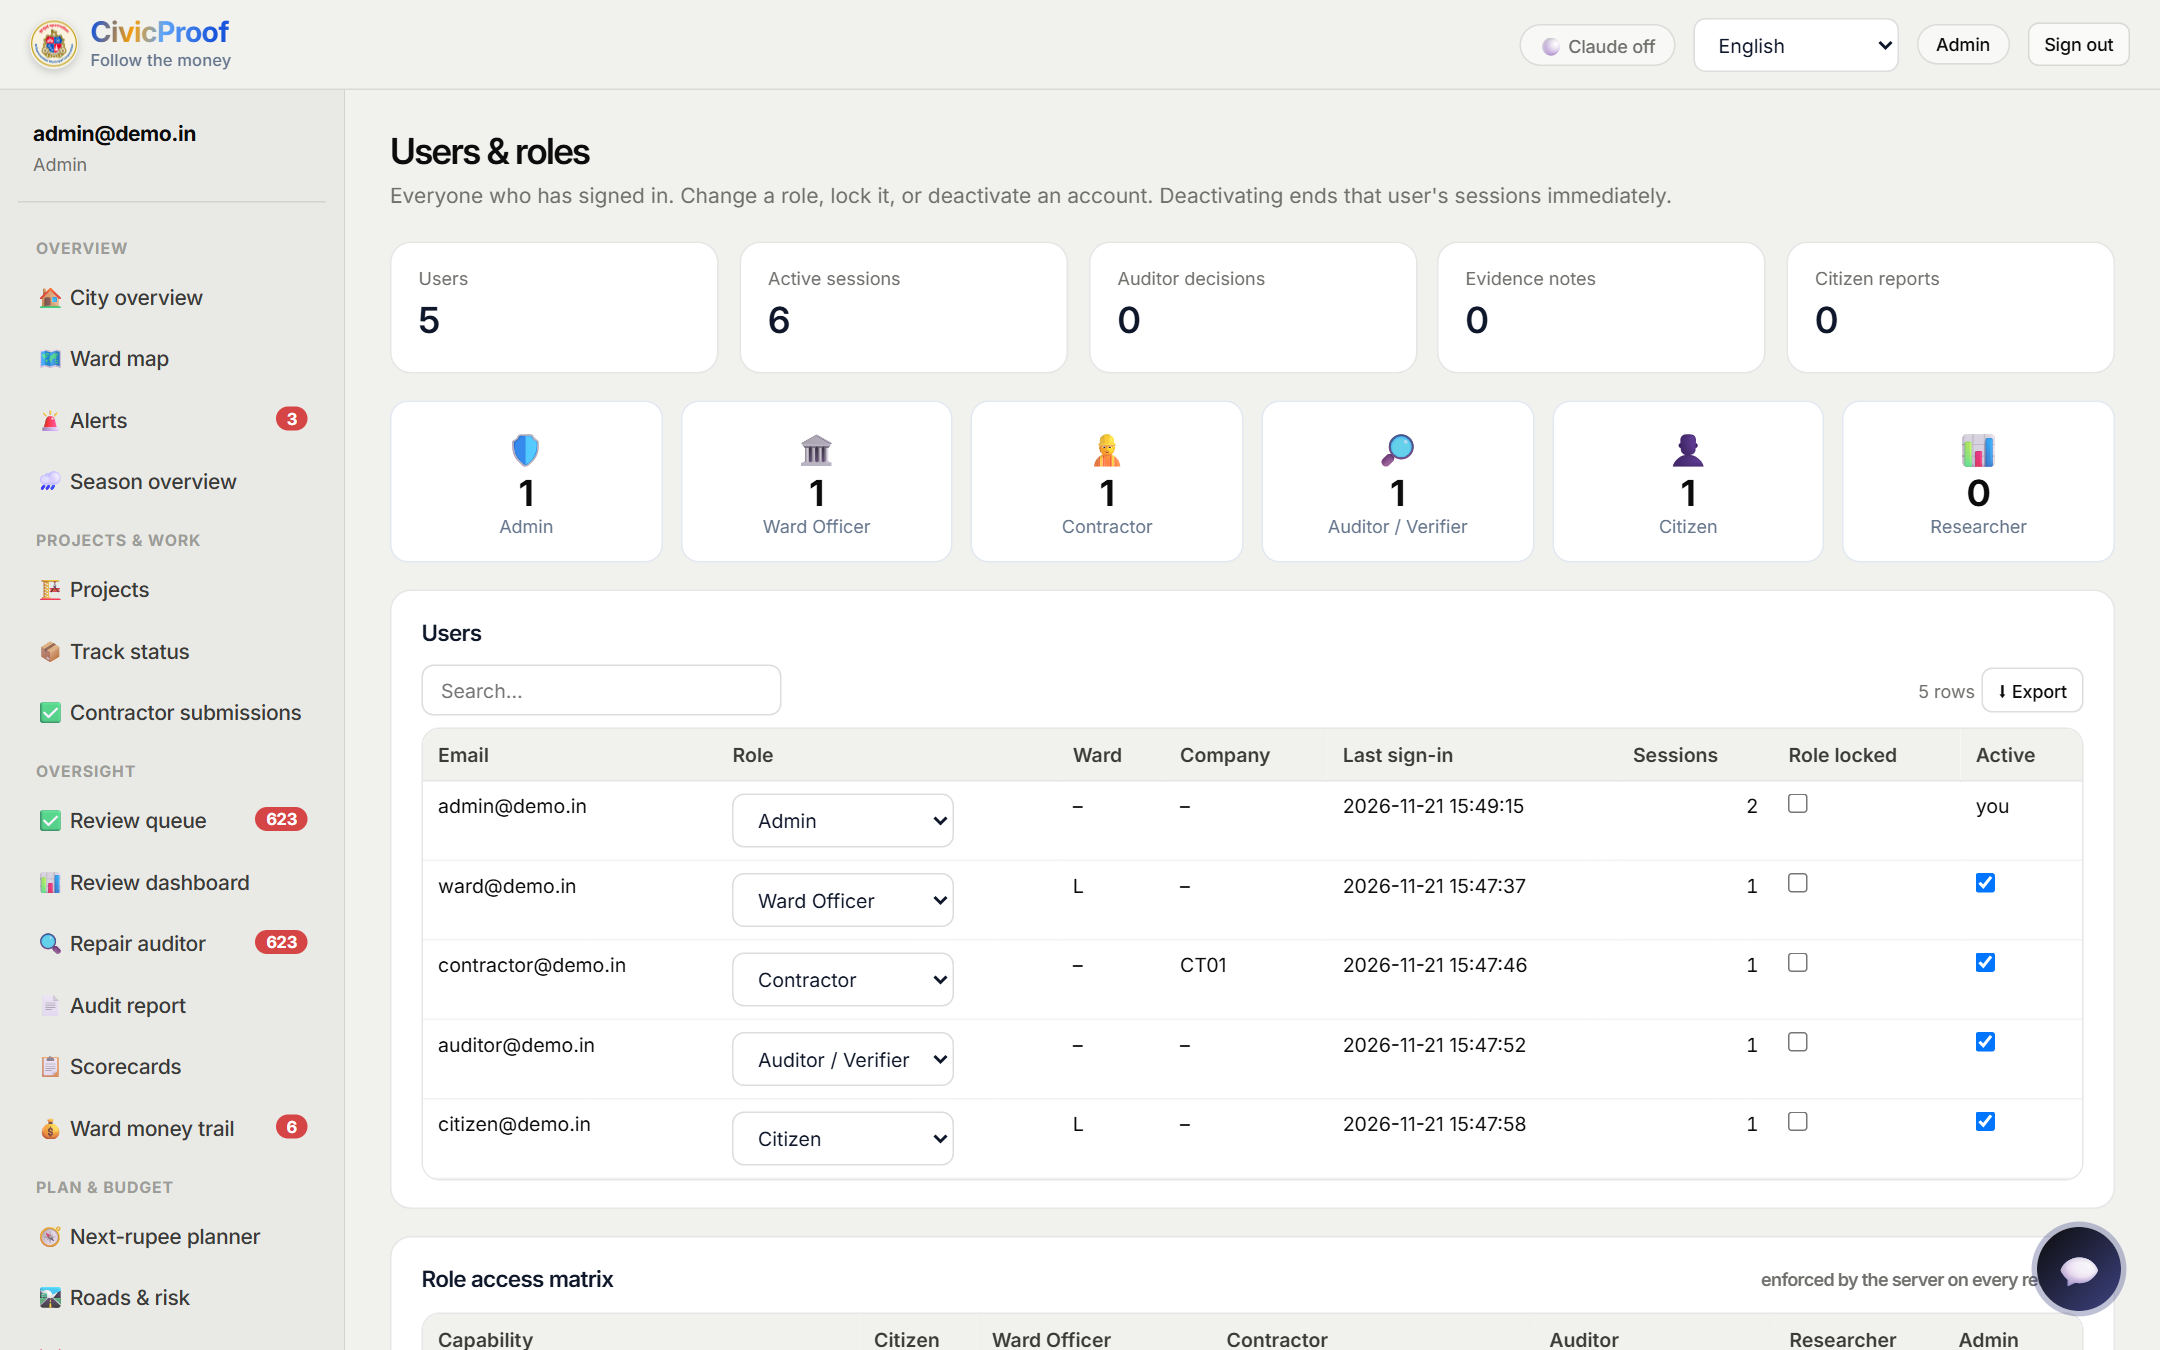 CivicProof
Follow the money
Claude off
English
Admin
Sign out
admin@demo.in
Admin
OVERVIEW
City overview
Ward map
Alerts 3
Season overview
PROJECTS & WORK
Projects
Track status
Contractor submissions
OVERSIGHT
Review queue 623
Review dashboard
Repair auditor 623
Audit report
Scorecards
Ward money trail 6
PLAN & BUDGET
Next-rupee planner
Roads & risk
Users & roles
Everyone who has signed in. Change a role, lock it, or deactivate an account. Deactivating ends that user's sessions immediately.
Users
5
Active sessions
6
Auditor decisions
0
Evidence notes
0
Citizen reports
0
1
Admin
1
Ward Officer
1
Contractor
1
Auditor / Verifier
1
Citizen
0
Researcher
Users
Search...
5 rows
⭳ Export
Email Role Ward Company Last sign-in Sessions Role locked Active
admin@demo.in Admin – – 2026-11-21 15:49:15 2 you
ward@demo.in Ward Officer L – 2026-11-21 15:47:37 1
contractor@demo.in Contractor – CT01 2026-11-21 15:47:46 1
auditor@demo.in Auditor / Verifier – – 2026-11-21 15:47:52 1
citizen@demo.in Citizen L – 2026-11-21 15:47:58 1
Role access matrix
enforced by the server on every
Capability Citizen Ward Officer Contractor Auditor Researcher Admin